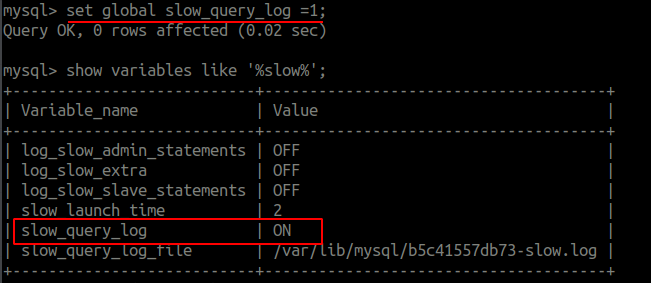 mysql> set global slow_query_log =1;
Query OK, 0 rows affected (0.02 sec)
mysql> show variables like '%slow%';
+---------------------------+--------------------------------------+
| Variable_name             | Value                                |
+---------------------------+--------------------------------------+
| log_slow_admin_statements | OFF                                  |
| log_slow_extra            | OFF                                  |
| log_slow_slave_statements | OFF                                  |
| slow_launch_time          | 2                                    |
| slow_query_log            | ON                                   |
| slow_query_log_file       | /var/lib/mysql/b5c41557db73-slow.log |
+---------------------------+--------------------------------------+